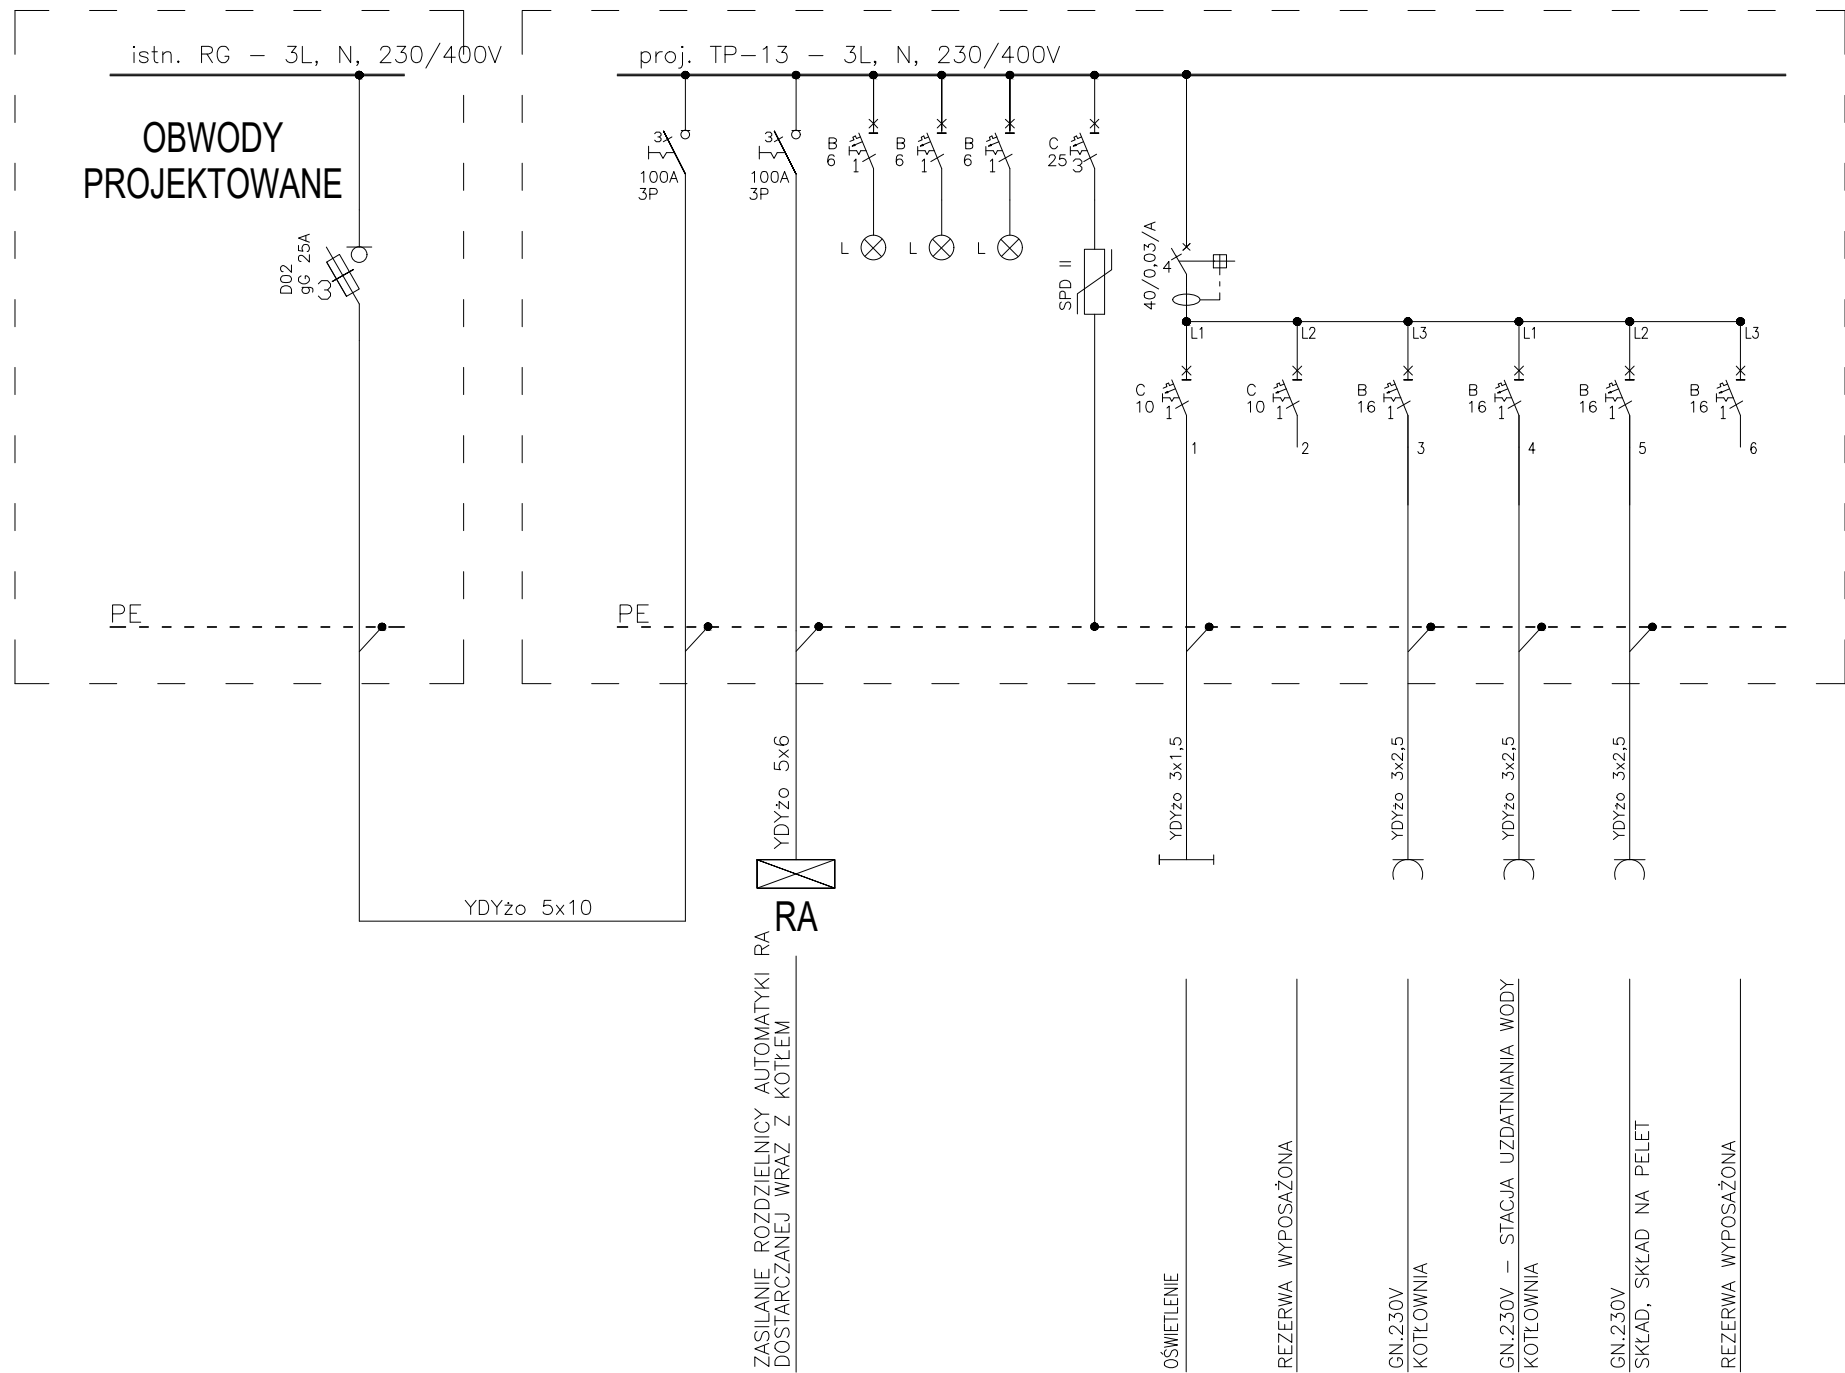 istn. RG – 3L, N, 230/400V
OBWODY
PROJEKTOWANE
D02
gG 25A
3
PE
YDYżo 5x10
proj. TP–13 – 3L, N, 230/400V
3
100A
3P
3
100A
3P
B
6
1
L
B
6
1
L
B
6
1
L
C
25
3
SPD II
40/0,03/A
4
L1
L2
L3
L1
L2
L3
C
10
1
1
C
10
1
2
B
16
1
3
B
16
1
4
B
16
1
5
B
16
1
6
PE
YDYżo 5x6
YDYżo 3x1,5
YDYżo 3x2,5
YDYżo 3x2,5
YDYżo 3x2,5
RA
ZASILANIE ROZDZIELNICY AUTOMATYKI RA
DOSTARCZANEJ WRAZ Z KOTŁEM
OŚWIETLENIE
REZERWA WYPOSAŻONA
GN.230V
KOTŁOWNIA
GN.230V – STACJA UZDATNIANIA WODY
KOTŁOWNIA
GN.230V
SKŁAD, SKŁAD NA PELET
REZERWA WYPOSAŻONA